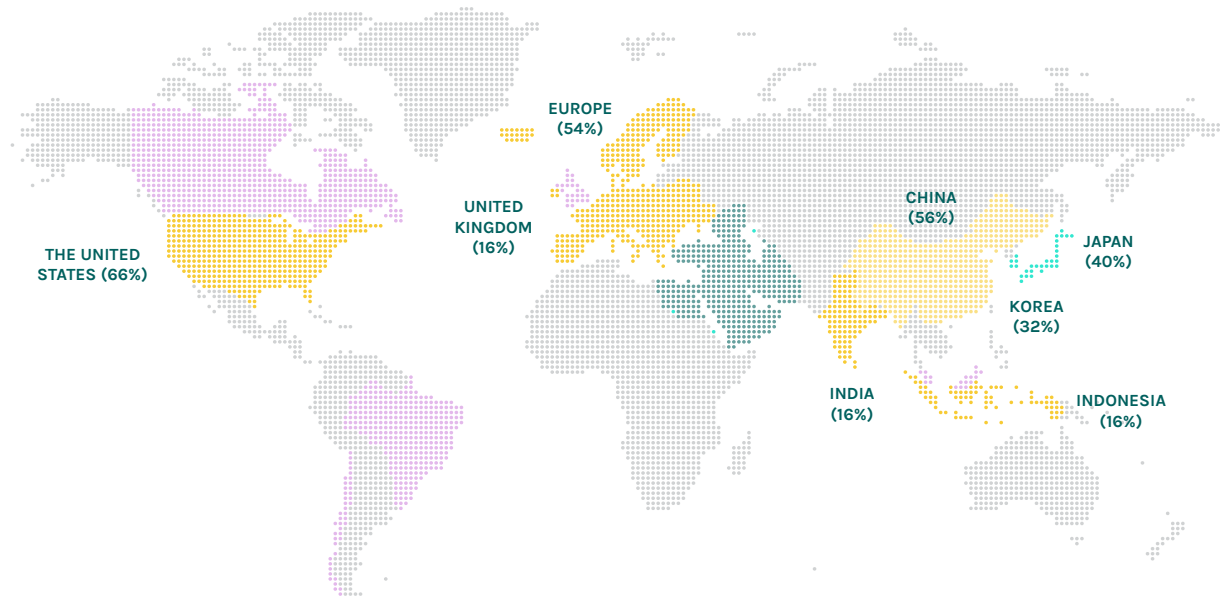 EUROPE
(54%)
CHINA
(56%)
UNITED
KINGDOM
(16%)
THE UNITED
STATES (66%)
JAPAN
(40%)
KOREA
(32%)
INDIA
(16%)
INDONESIA
(16%)